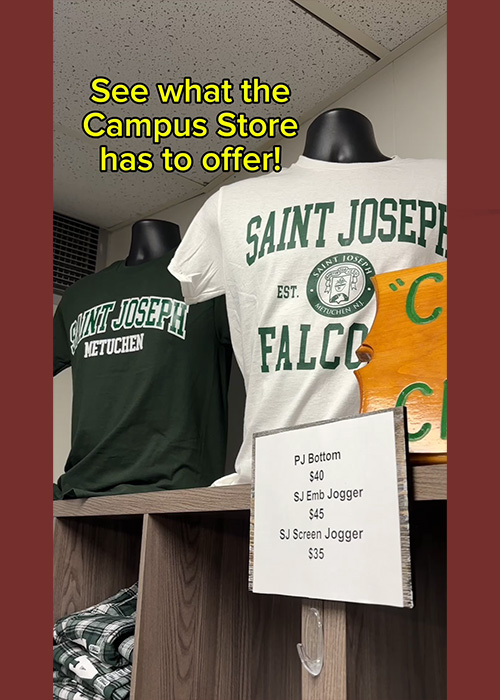 See what the
Campus Store
has to offer!
SAINT JOSEPH
EST.
SAINT JOSEPH
METUCHEN NJ
FALCO
SAINT JOSEPH
METUCHEN
"C
C
PJ Bottom
$40
SJ Emb Jogger
$45
SJ Screen Jogger
$35